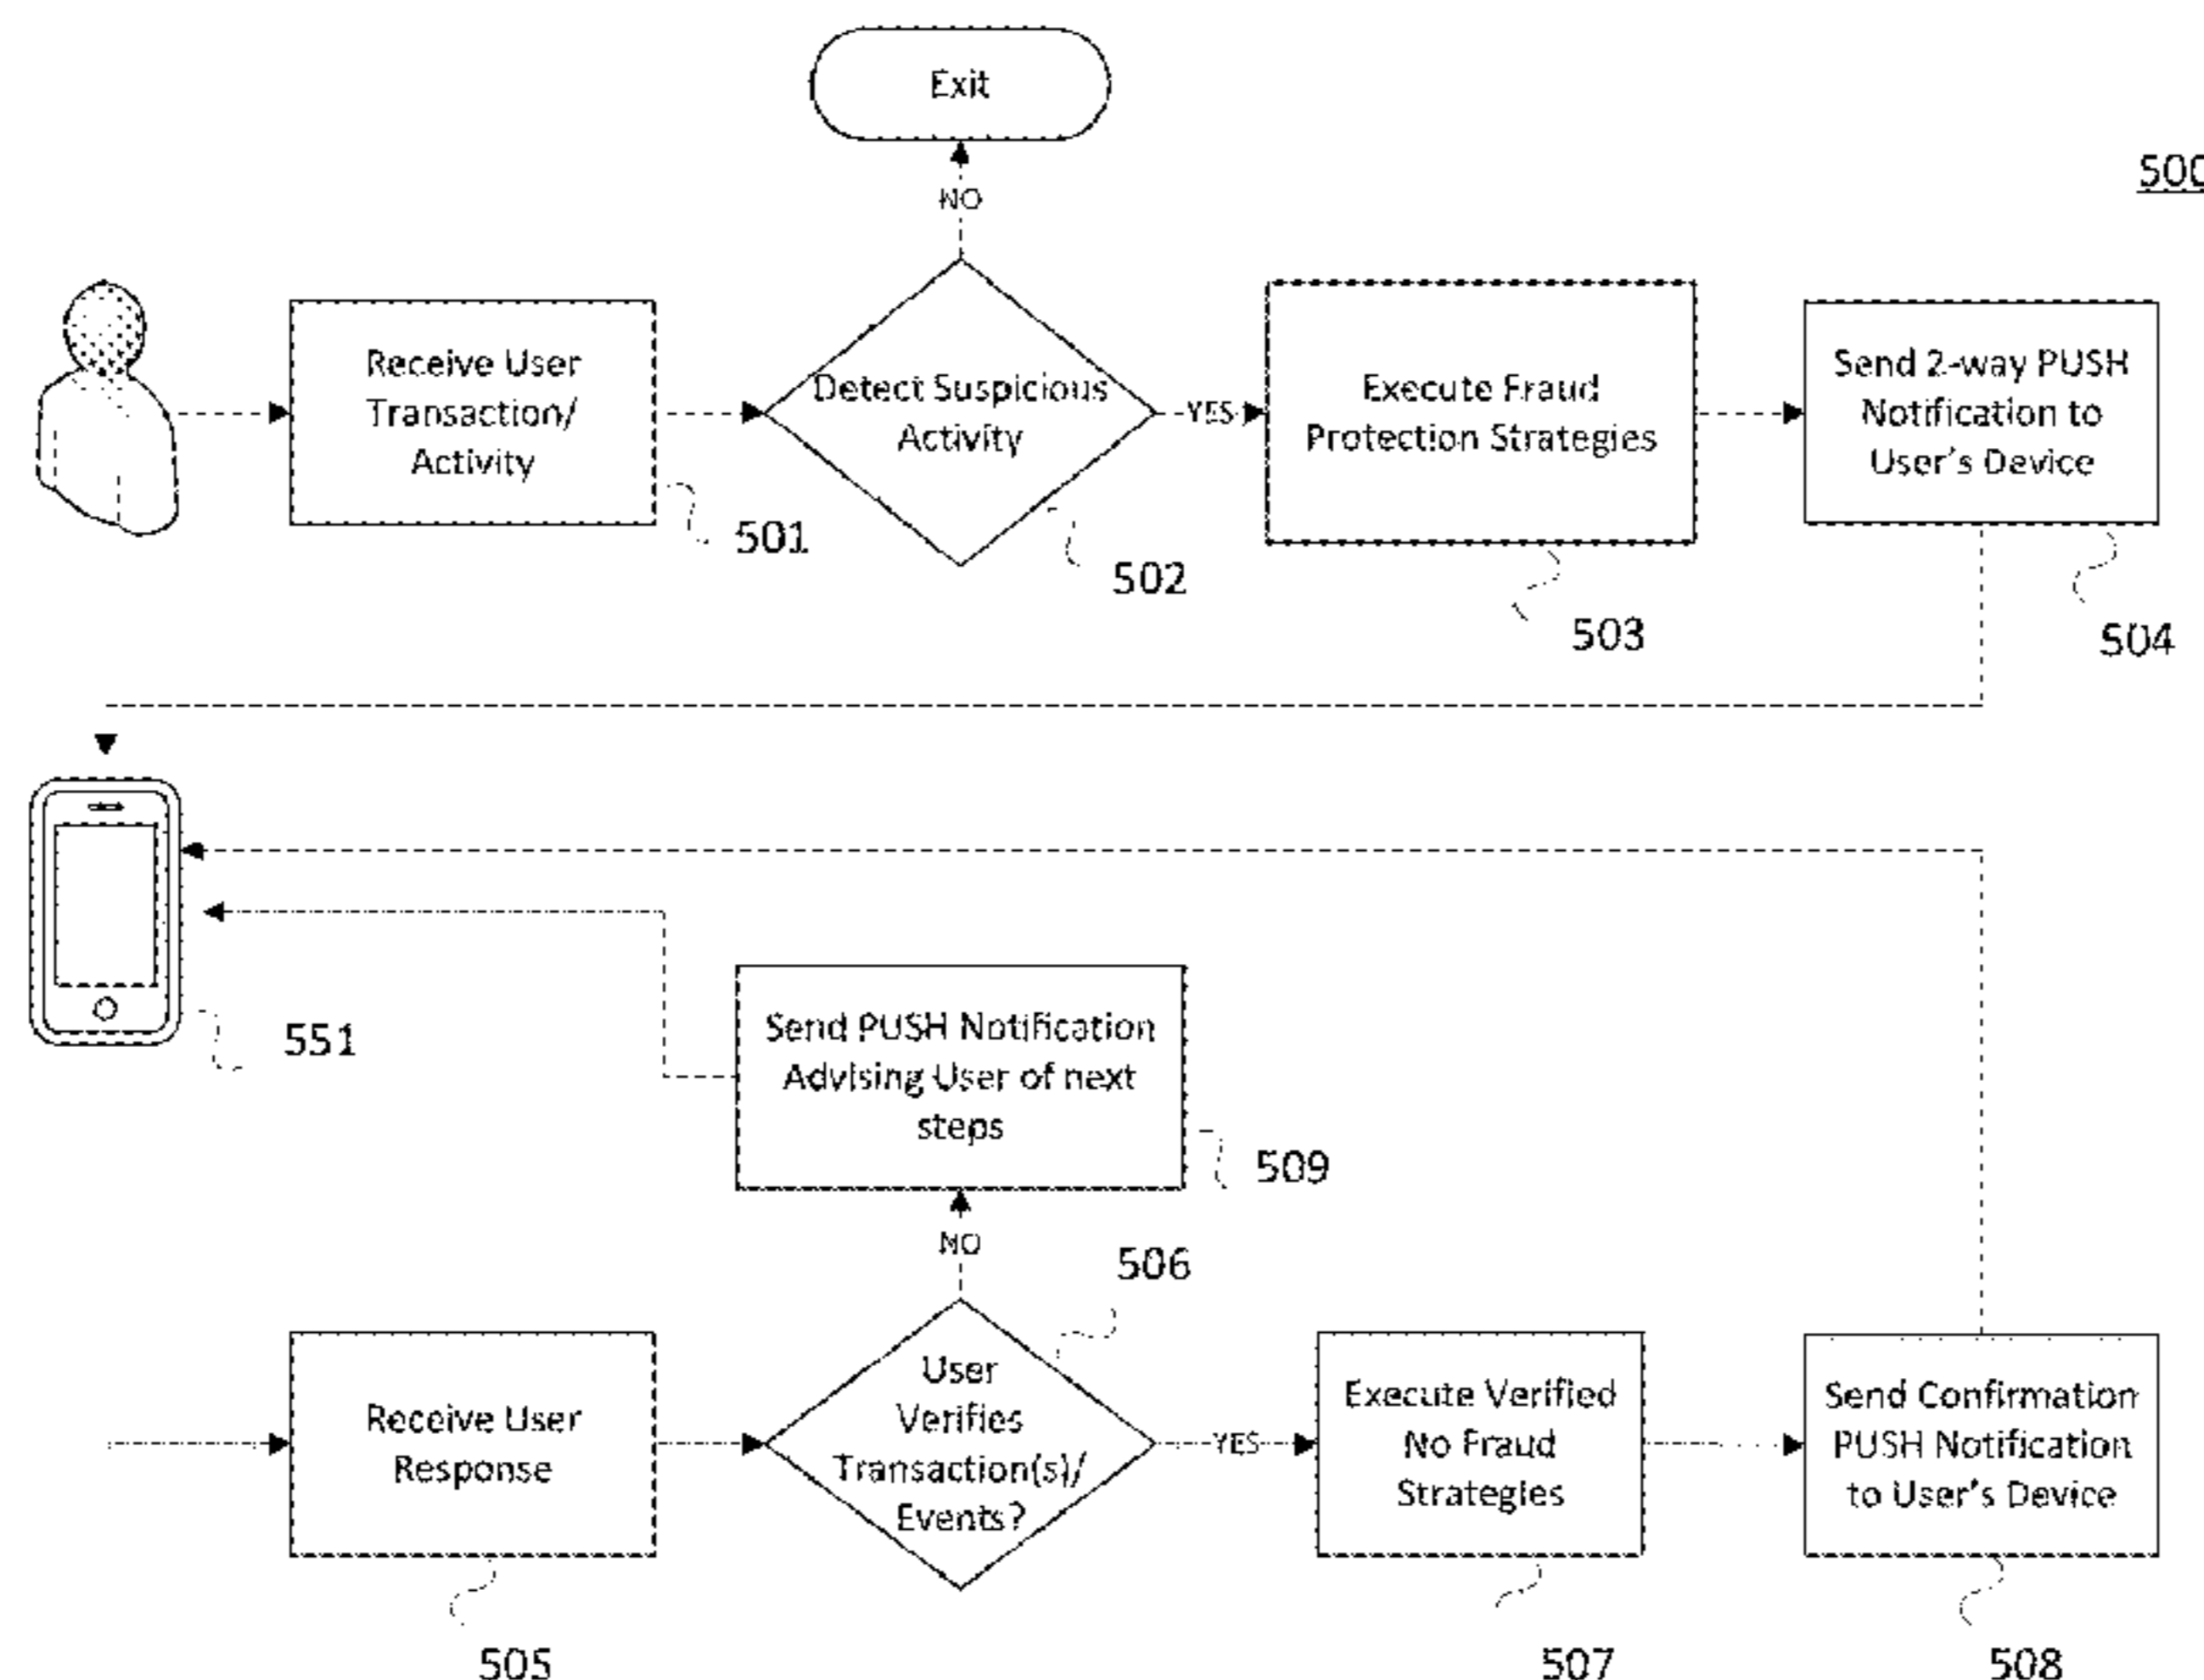 Exit
NO
500
Receive User
Transaction/
Activity
501
Detect Suspicious
Activity
502
YES
Execute Fraud
Protection Strategies
503
Send 2-way PUSH
Notification to
User's Device
504
551
Send PUSH Notification
Advising User of next
steps
509
NO
506
Receive User
Response
505
User
Verifies
Transaction(s)/
Events?
YES
Execute Verified
No Fraud
Strategies
507
Send Confirmation
PUSH Notification
to User's Device
508